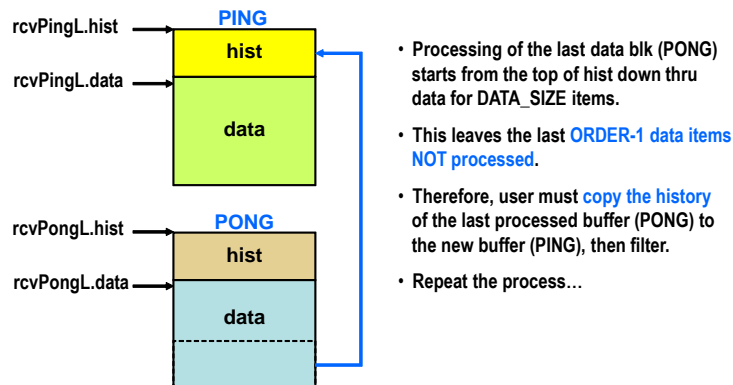 PING
rcvPingL.hist
hist
rcvPingL.data
data
PONG
rcvPongL.hist
hist
rcvPongL.data
data
• Processing of the last data blk (PONG)
starts from the top of hist down thru
data for DATA_SIZE items.
• This leaves the last ORDER-1 data items
NOT processed.
• Therefore, user must copy the history
of the last processed buffer (PONG) to
the new buffer (PING), then filter.
• Repeat the process…